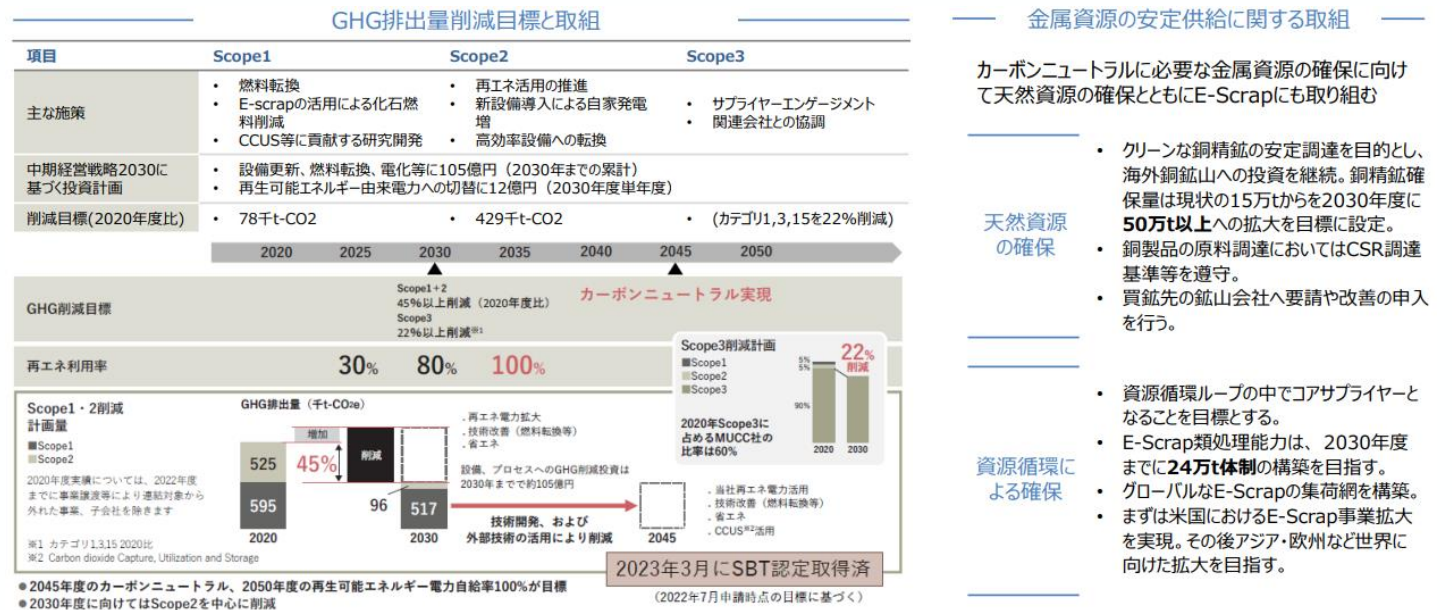 GHG排出量削減目標と取組
項目
Scope1
Scope2
Scope3
主な施策
• 燃料転換
• E-scrapの活用による化石燃
料削減
• CCUS等に貢献する研究開発
• 再エネ活用の推進
• 新設備導入による自家発電
増
• 高効率設備への転換
• サプライヤーエンゲージメント
• 関連会社との協調
中期経営戦略2030に
基づく投資計画
• 設備更新、燃料転換、電化等に105億円（2030年までの累計）
• 再生可能エネルギー由来電力への切替に12億円（2030年度単年度）
削減目標(2020年度比)
• 78千t-CO2
• 429千t-CO2
• (カテゴリ1,3,15を22%削減)
2020 2025 2030 2035 2040 2045 2050
GHG削減目標
Scope1+2
45%以上削減（2020年度比）
Scope3
22%以上削減※1
カーボンニュートラル実現
再エネ利用率
30% 80% 100%
Scope3削減計画
■Scope1
■Scope2
■Scope3
5%
5%
90%
22%
削減
2020年Scope3に
占めるMUCC社の
比率は60%
2020 2030
Scope1・2削減
計画量
■Scope1
■Scope2
2020年度実績については、2022年度
までに事業譲渡等により連結対象から
外れた事業、子会社を除きます
※1 カテゴリ1,3,15 2020比
※2 Carbon dioxide Capture, Utilization and Storage
GHG排出量（千t-CO2e）
525
595
2020
増加
45%
削減
96
517
2030
. 再エネ電力拡大
. 技術改善（燃料転換等）
. 省エネ
設備、プロセスへのGHG削減投資は
2030年までで約105億円
技術開発、および
外部技術の活用により削減
2045
. 当社再エネ電力活用
. 技術改善（燃料転換等）
. 省エネ
. CCUS※2活用
2023年3月にSBT認定取得済
（2022年7月申請時点の目標に基づく）
●2045年度のカーボンニュートラル、2050年度の再生可能エネルギー電力自給率100%が目標
●2030年度に向けてはScope2を中心に削減
金属資源の安定供給に関する取組
カーボンニュートラルに必要な金属資源の確保に向け
て天然資源の確保とともにE-Scrapにも取り組む
天然資源
の確保
• クリーンな銅精鉱の安定調達を目的とし、
海外銅鉱山への投資を継続。銅精鉱確
保量は現状の15万tからを2030年度に
50万t以上への拡大を目標に設定。
• 銅製品の原料調達においてはCSR調達
基準等を遵守。
• 買鉱先の鉱山会社へ要請や改善の申入
を行う。
資源循環に
よる確保
• 資源循環ループの中でコアサプライヤーと
なることを目標とする。
• E-Scrap類処理能力は、2030年度
までに24万t体制の構築を目指す。
• グローバルなE-Scrapの集荷網を構築。
• まずは米国におけるE-Scrap事業拡大
を実現。その後アジア・欧州など世界に
向けた拡大を目指す。